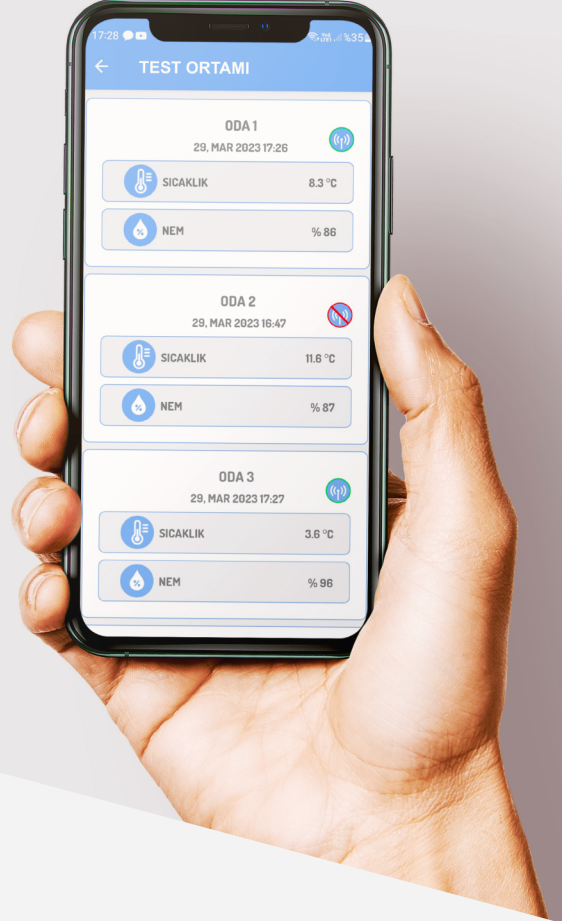 17:28
%35
TEST ORTAMI
ODA 1
29, MAR 2023 17:26
SICAKLIK 8.3 °C
NEM % 86
ODA 2
29, MAR 2023 16:47
SICAKLIK 11.6 °C
NEM % 87
ODA 3
29, MAR 2023 17:27
SICAKLIK 3.6 °C
NEM % 96